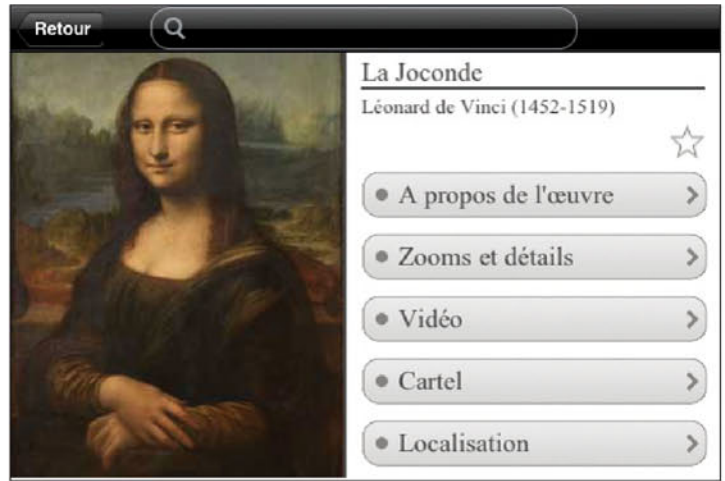 Retour
La Joconde
Léonard de Vinci (1452-1519)
A propos de l'œuvre
Zooms et détails
Vidéo
Cartel
Localisation